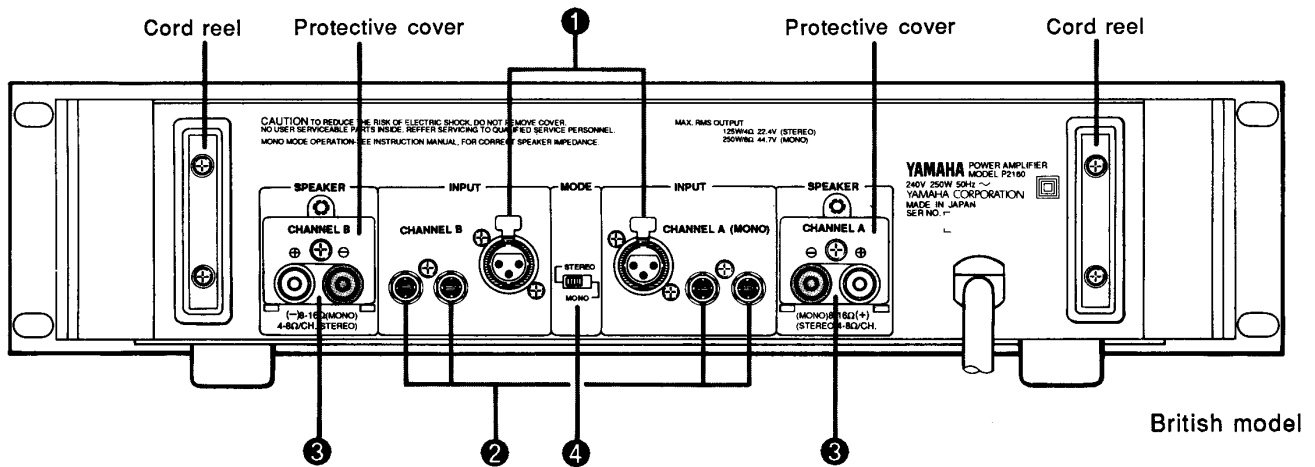 Cord reel
Protective cover
1
Protective cover
Cord reel
CAUTION TO REDUCE THE RISK OF ELECTRIC SHOCK, DO NOT REMOVE COVER.
NO USER SERVICEABLE PARTS INSIDE. REFFER SERVICING TO QUALIFIED SERVICE PERSONNEL.
MONO MODE OPERATION-SEE INSTRUCTION MANUAL, FOR CORRECT SPEAKER IMPEDANCE.
MAX. RMS OUTPUT
125W/4Ω 22.4V (STEREO)
250W/8Ω 44.7V (MONO)
YAMAHA POWER AMPLIFIER
MODEL P2160
240V 250W 50Hz ～
YAMAHA CORPORATION
MADE IN JAPAN
SER NO.
SPEAKER
INPUT
MODE
INPUT
SPEAKER
CHANNEL B
CHANNEL B
CHANNEL A (MONO)
CHANNEL A
⊕ ⊖
⊖ ⊕
STEREO
MONO
(−)8-16Ω(MONO)
4-8Ω/CH. (STEREO)
(MONO)8-16Ω(+)
(STEREO)4-8Ω/CH.
3
2
4
3
British model